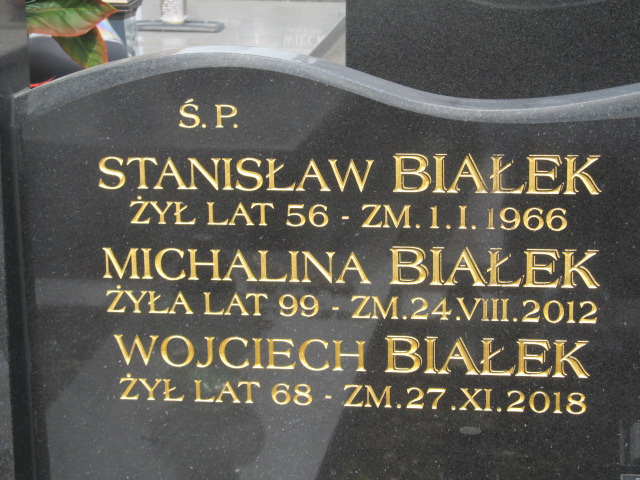 Ś. P.
STANISŁAW BIAŁEK
ŻYŁ LAT 56 - ZM. 1. I. 1966
MICHALINA BIAŁEK
ŻYŁA LAT 99 - ZM. 24.VIII. 2012
WOJCIECH BIAŁEK
ŻYŁ LAT 68 - ZM. 27. XI. 2018